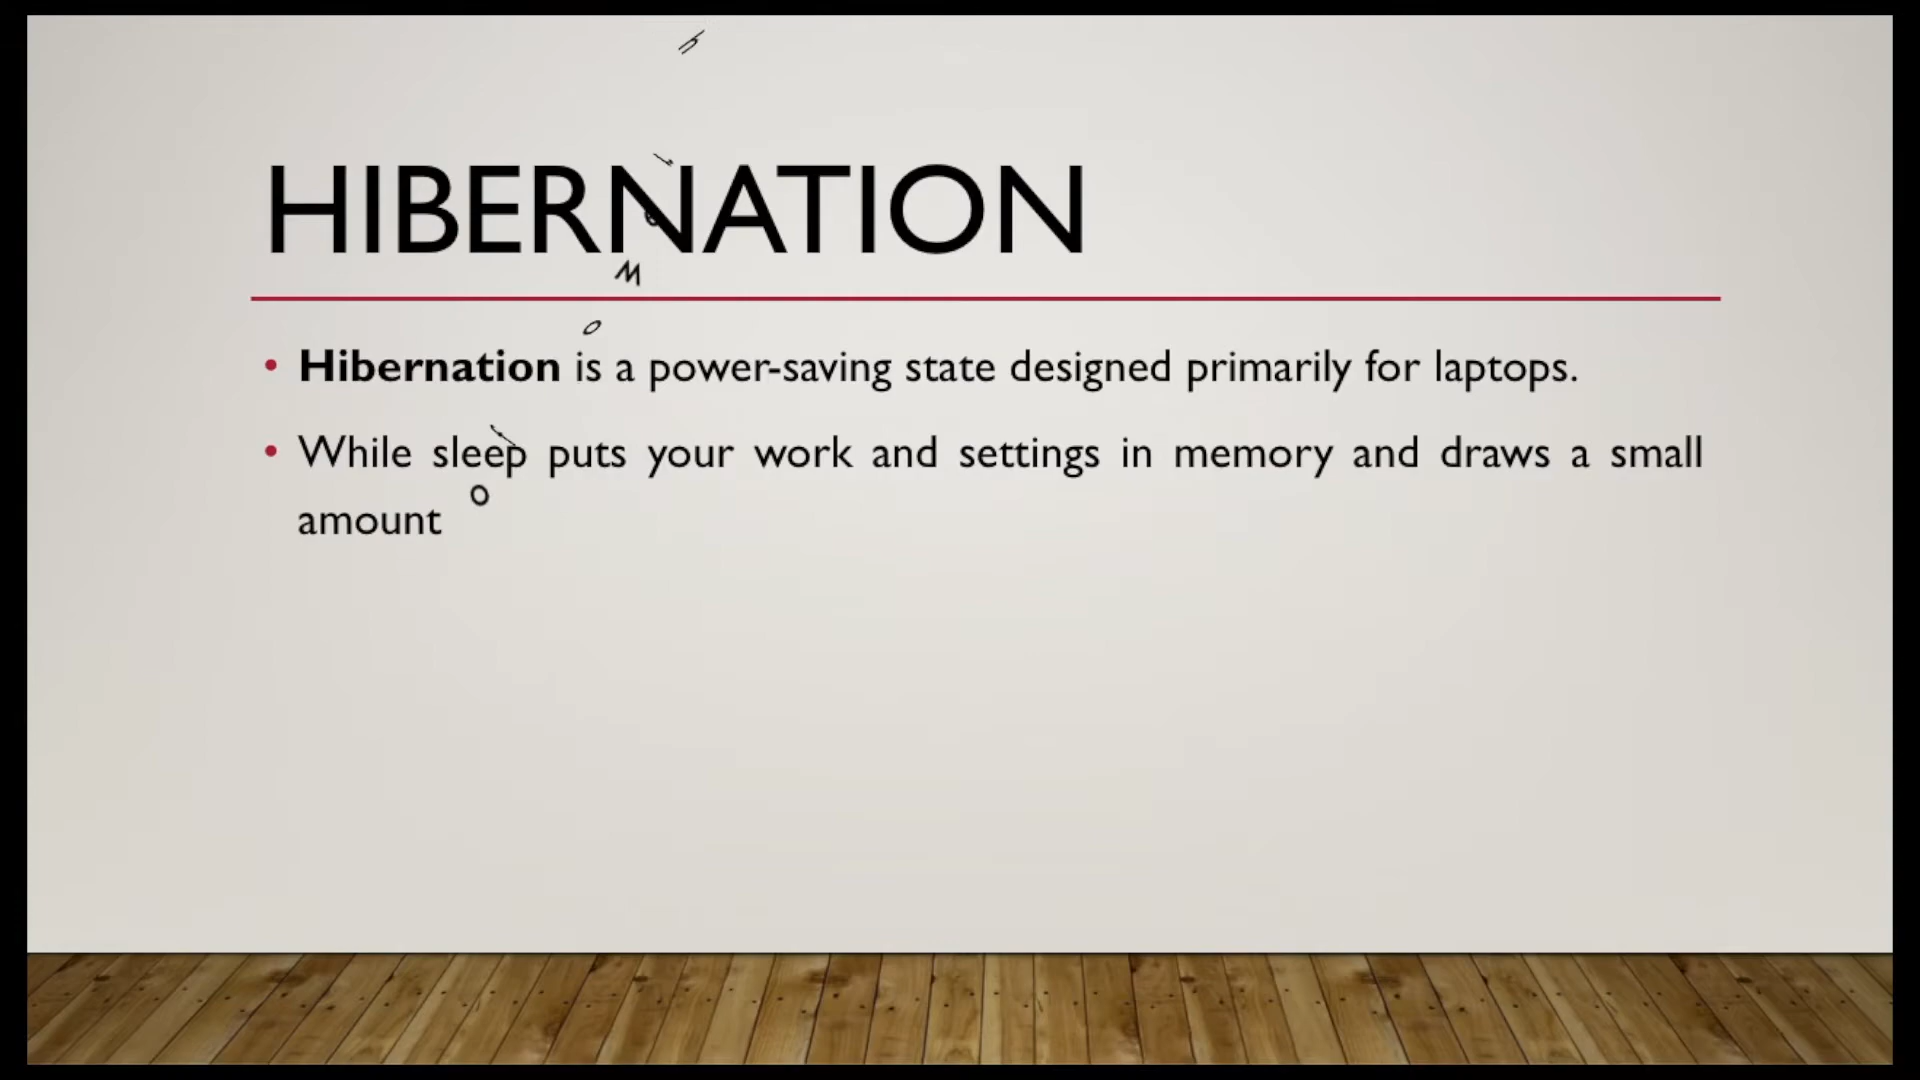 HIBERNATION
• Hibernation is a power-saving state designed primarily for laptops.
• While sleep puts your work and settings in memory and draws a small
amount